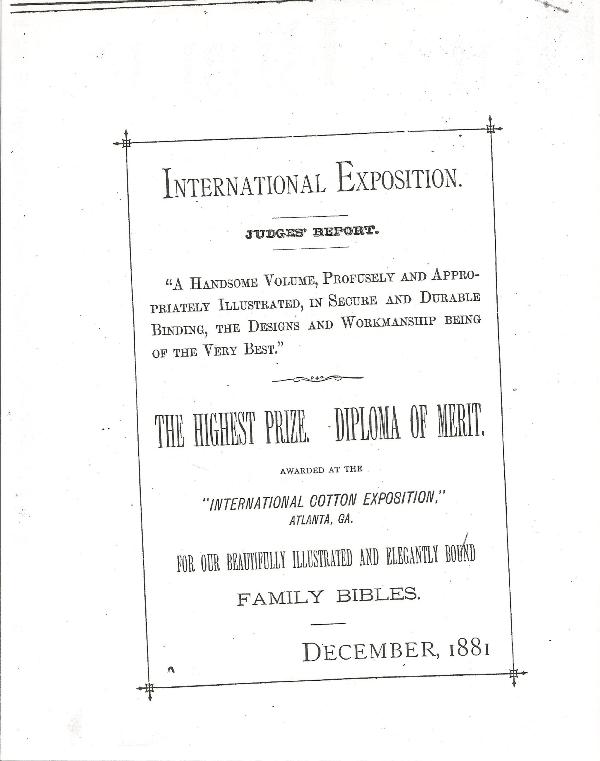 INTERNATIONAL EXPOSITION.
JUDGES' REPORT.
"A HANDSOME VOLUME, PROFUSELY AND APPRO-
PRIATELY ILLUSTRATED, IN SECURE AND DURABLE
BINDING, THE DESIGNS AND WORKMANSHIP BEING
OF THE VERY BEST."
THE HIGHEST PRIZE. DIPLOMA OF MERIT.
AWARDED AT THE
"INTERNATIONAL COTTON EXPOSITION,"
ATLANTA, GA.
FOR OUR BEAUTIFULLY ILLUSTRATED AND ELEGANTLY BOUND
FAMILY BIBLES.
DECEMBER, 1881